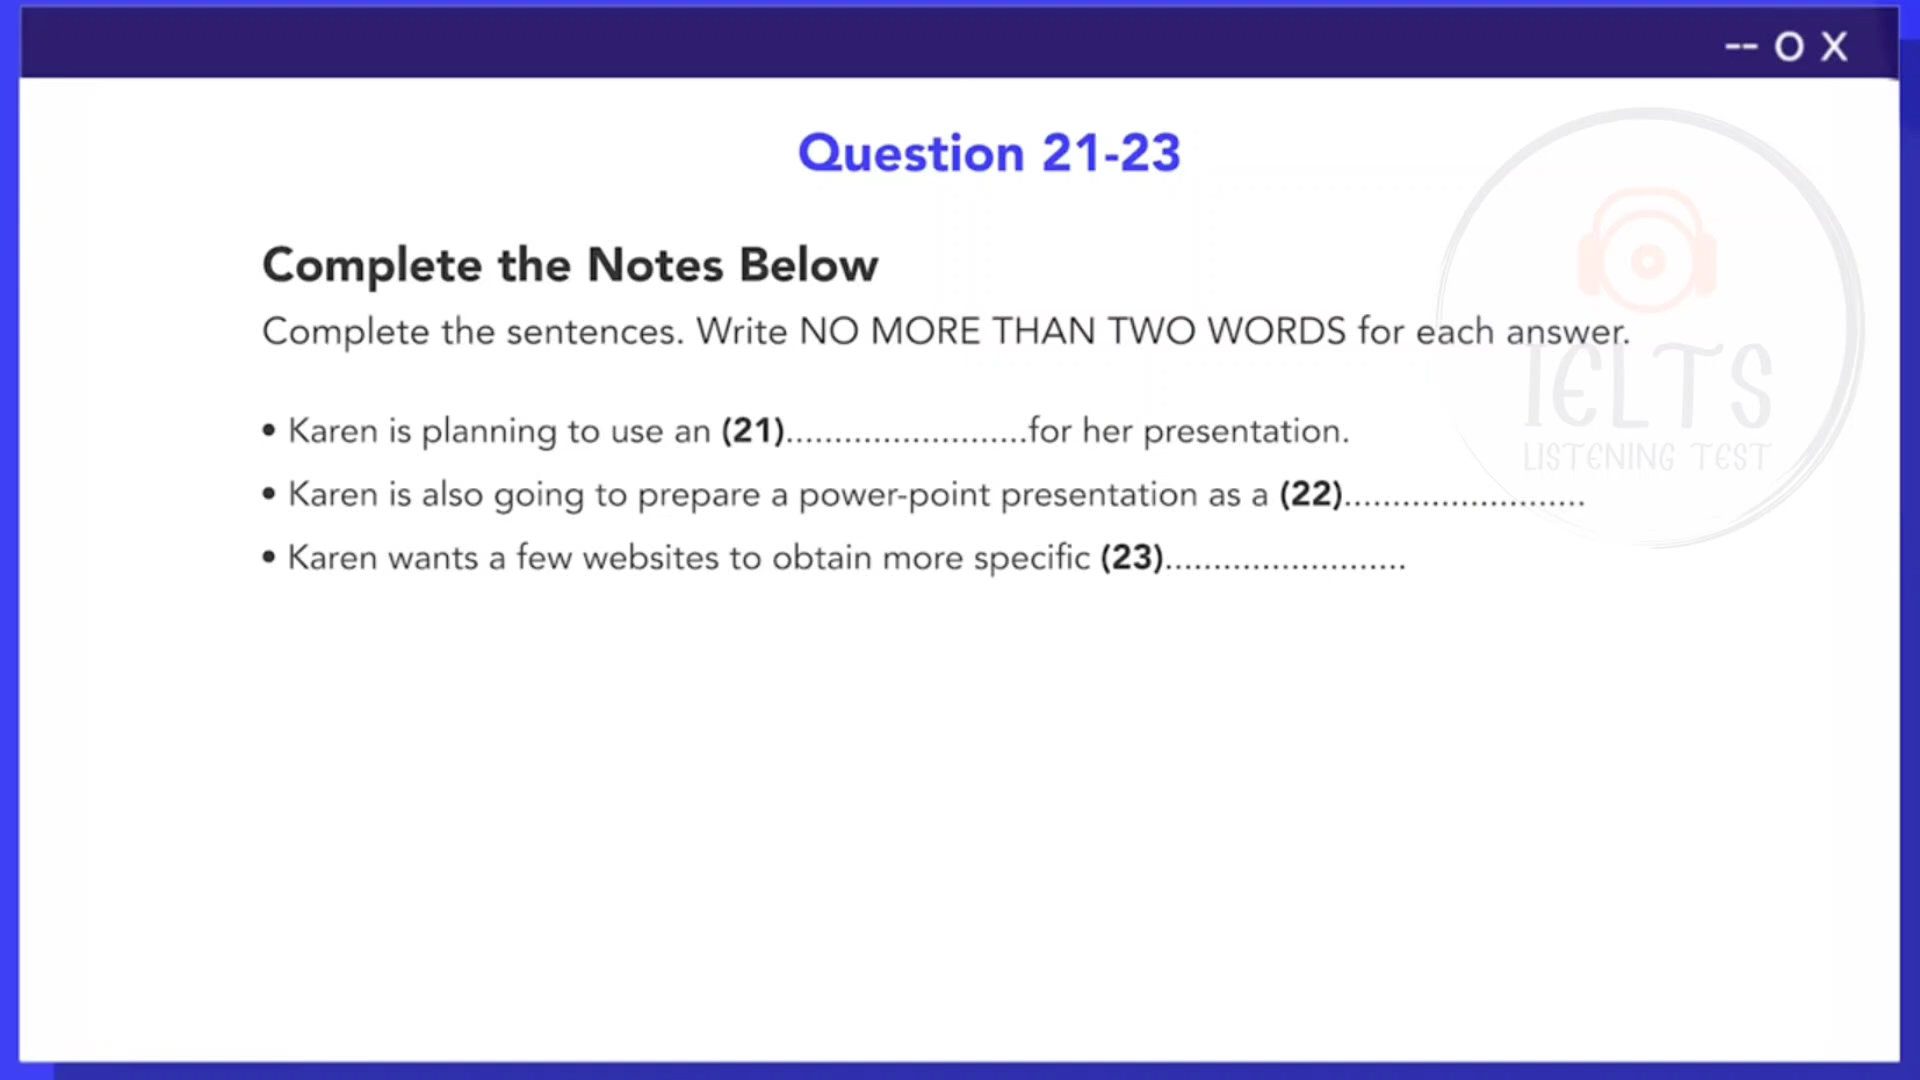 -- O X
Question 21-23
Complete the Notes Below
Complete the sentences. Write NO MORE THAN TWO WORDS for each answer.
• Karen is planning to use an (21)........................for her presentation.
• Karen is also going to prepare a power-point presentation as a (22)........................
• Karen wants a few websites to obtain more specific (23)........................
IELTS
LISTENING TEST